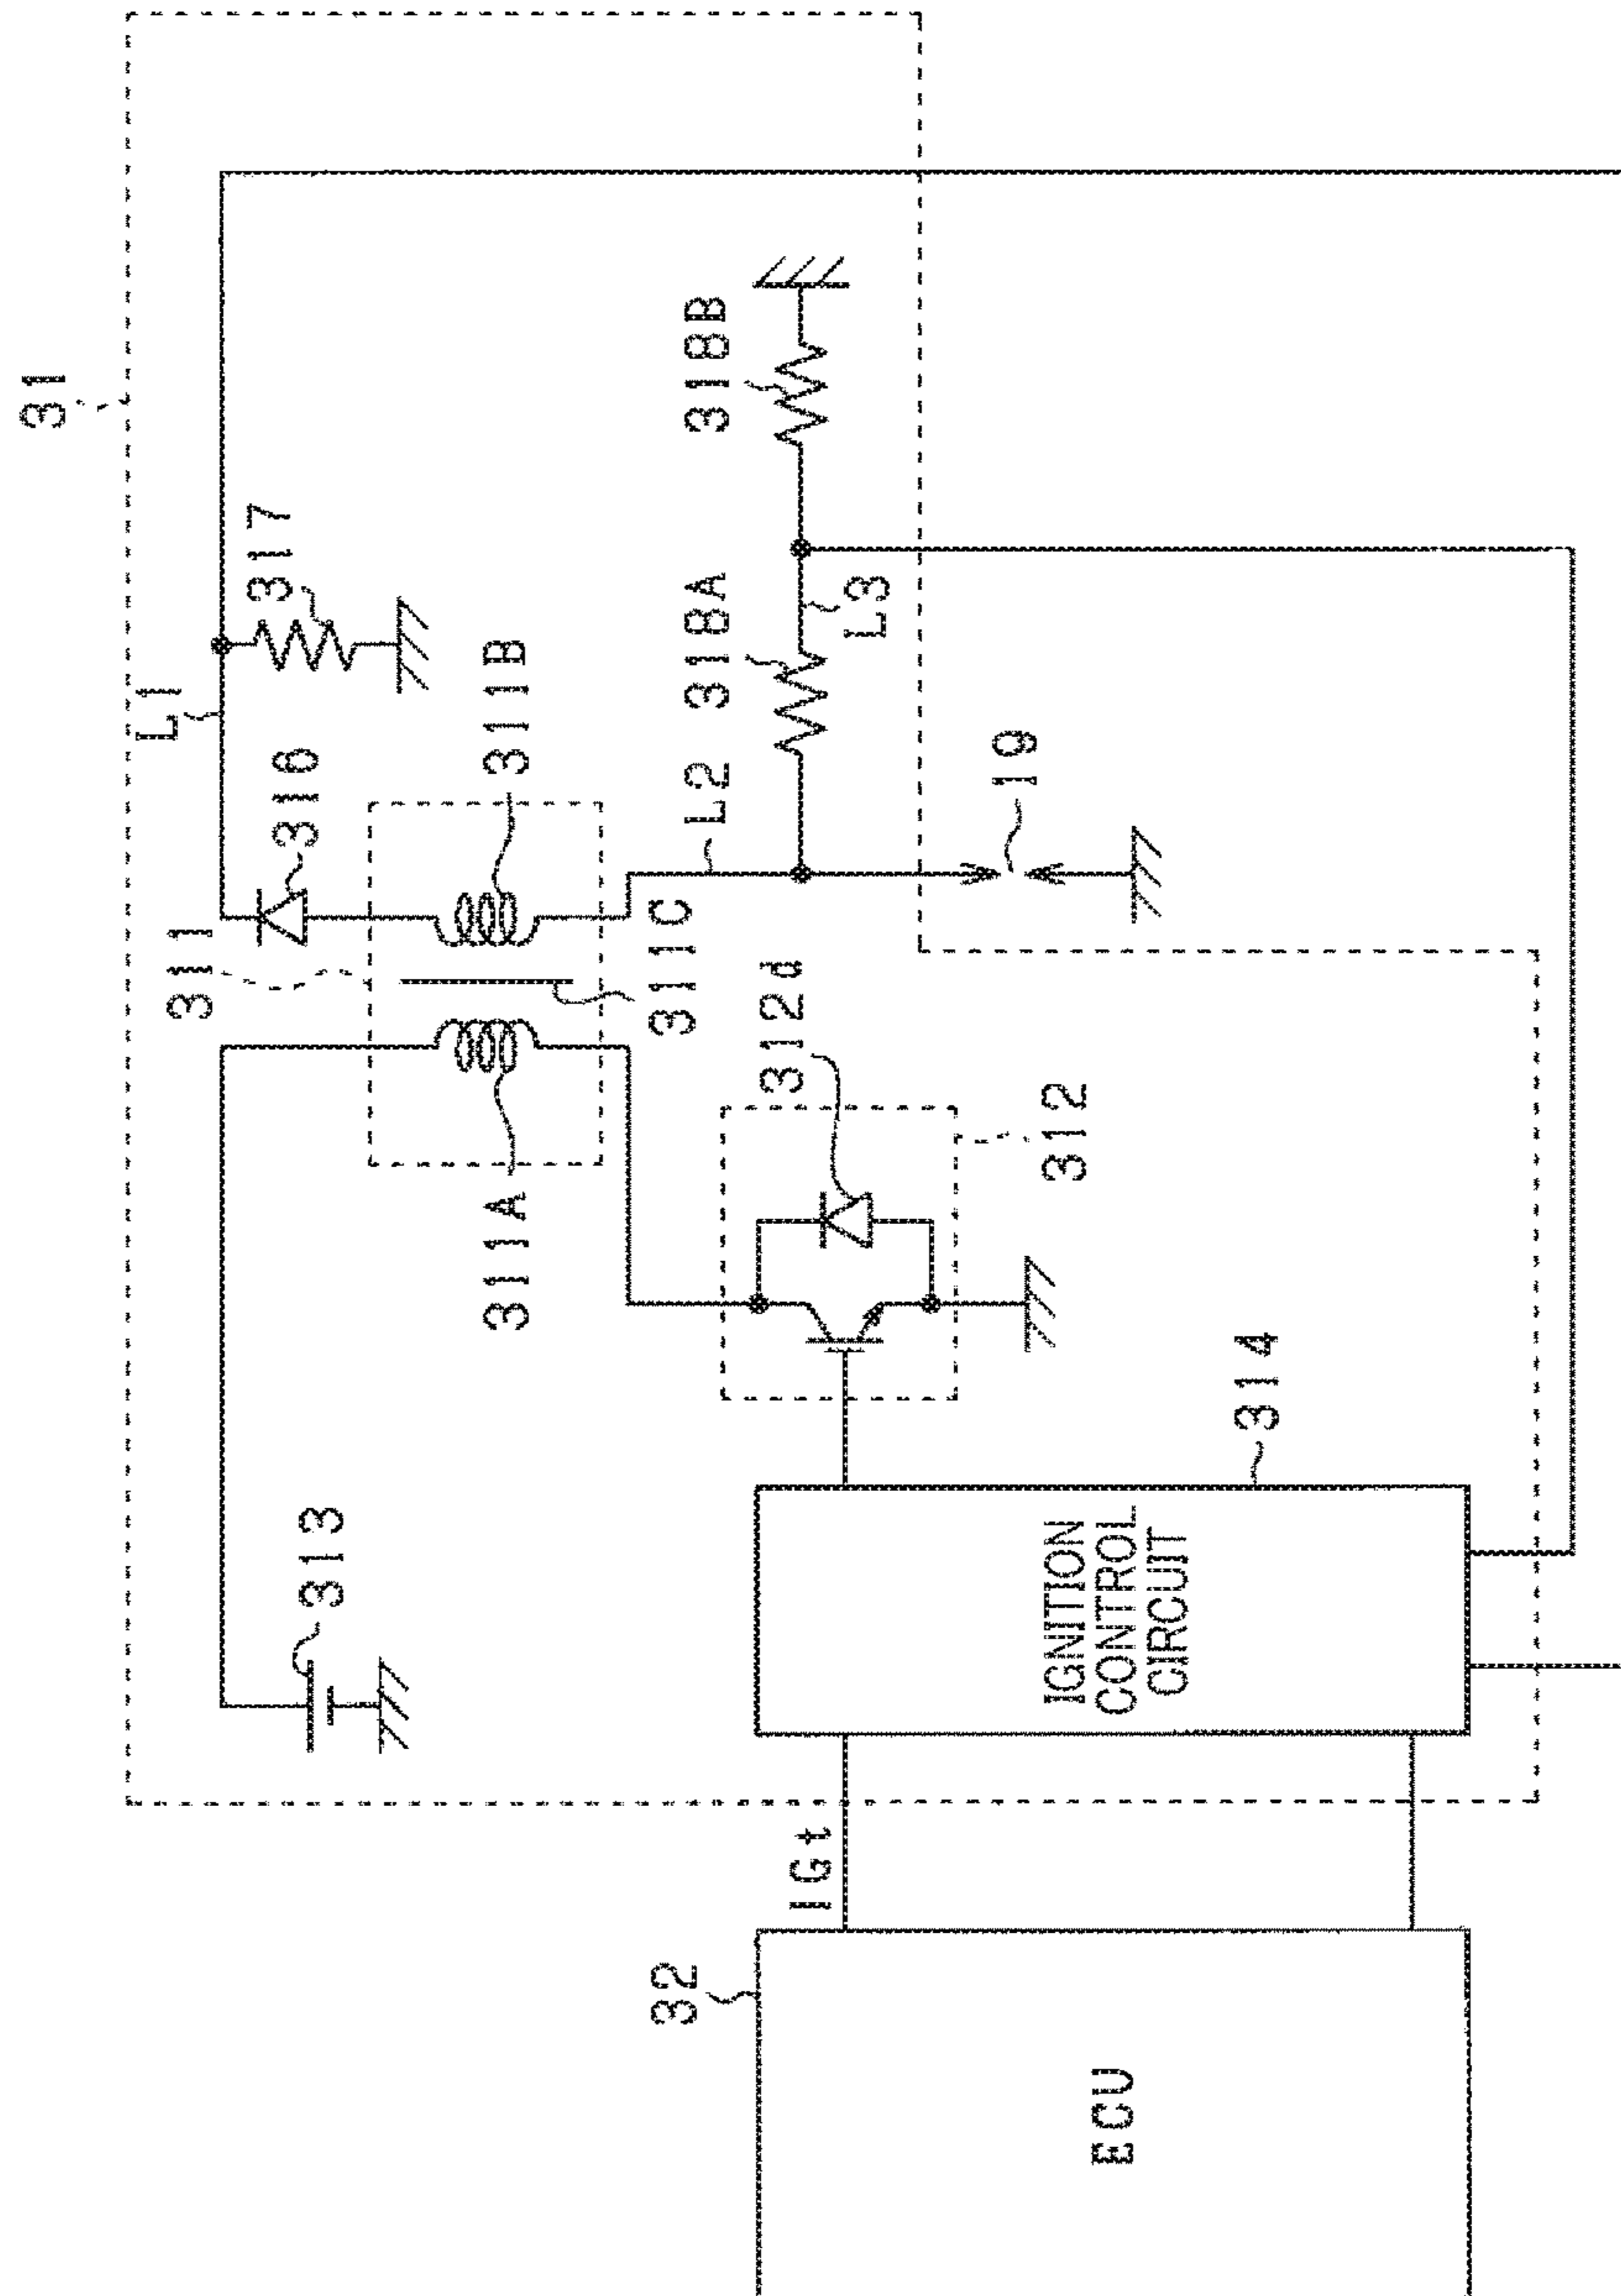 31
L1
317
316
311
311B
311A
311C
313
L2
318A
318B
L3
19
312d
312
314
IGNITION
CONTROL
CIRCUIT
IGt
32
ECU